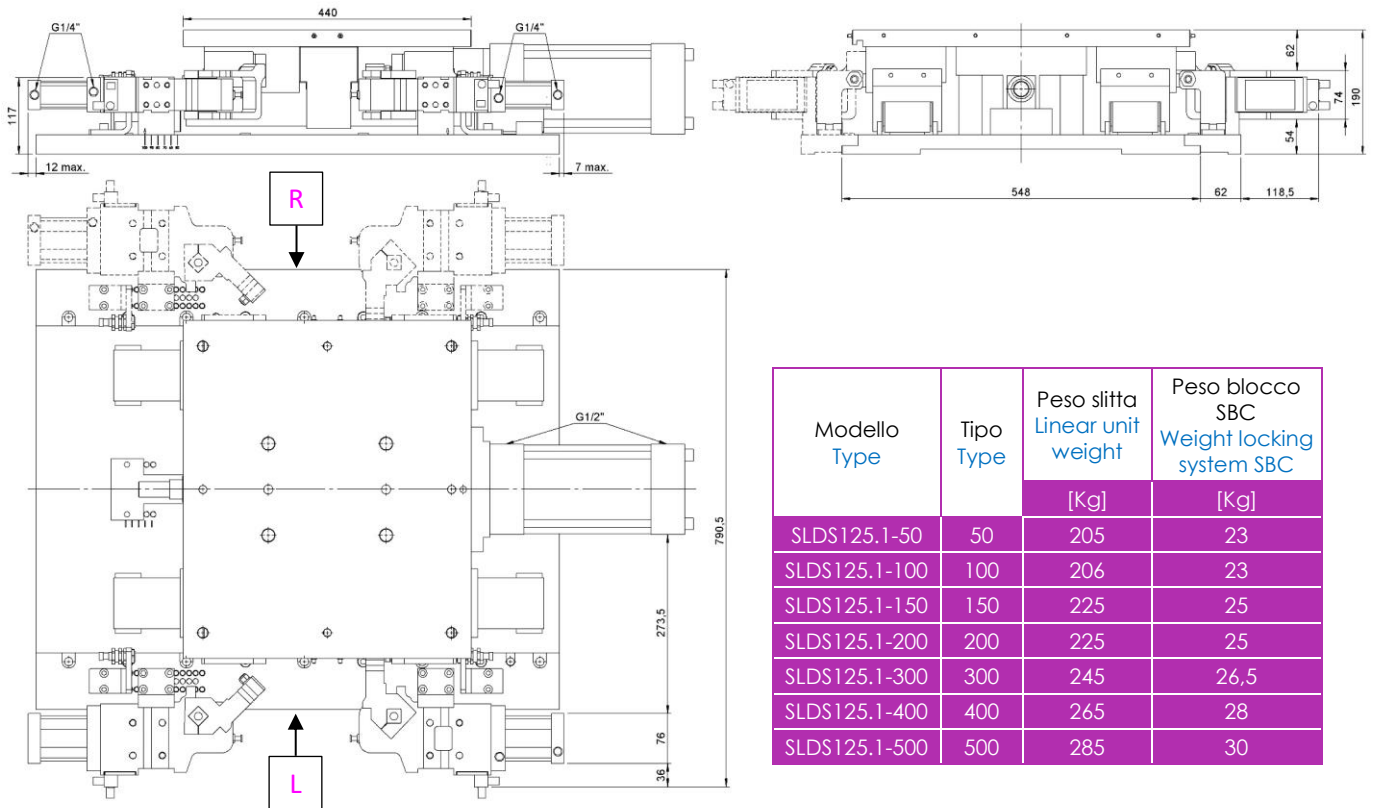 440
G1/4"
G1/4"
117
12 max.
7 max.
62
74
190
54
548
62
118,5
R
G1/2"
790,5
273,5
76
36
L
Modello
Type
Tipo
Type
Peso slitta
Linear unit
weight
Peso blocco
SBC
Weight locking
system SBC
[Kg] [Kg]
SLDS125.1-50 50 205 23
SLDS125.1-100 100 206 23
SLDS125.1-150 150 225 25
SLDS125.1-200 200 225 25
SLDS125.1-300 300 245 26,5
SLDS125.1-400 400 265 28
SLDS125.1-500 500 285 30